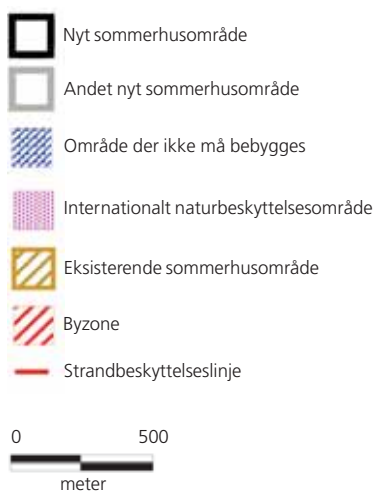 Nyt sommerhusområde
Andet nyt sommerhusområde
Område der ikke må bebygges
Internationalt naturbeskyttelsesområde
Eksisterende sommerhusområde
Byzone
Strandbeskyttelseslinje
0 500
meter